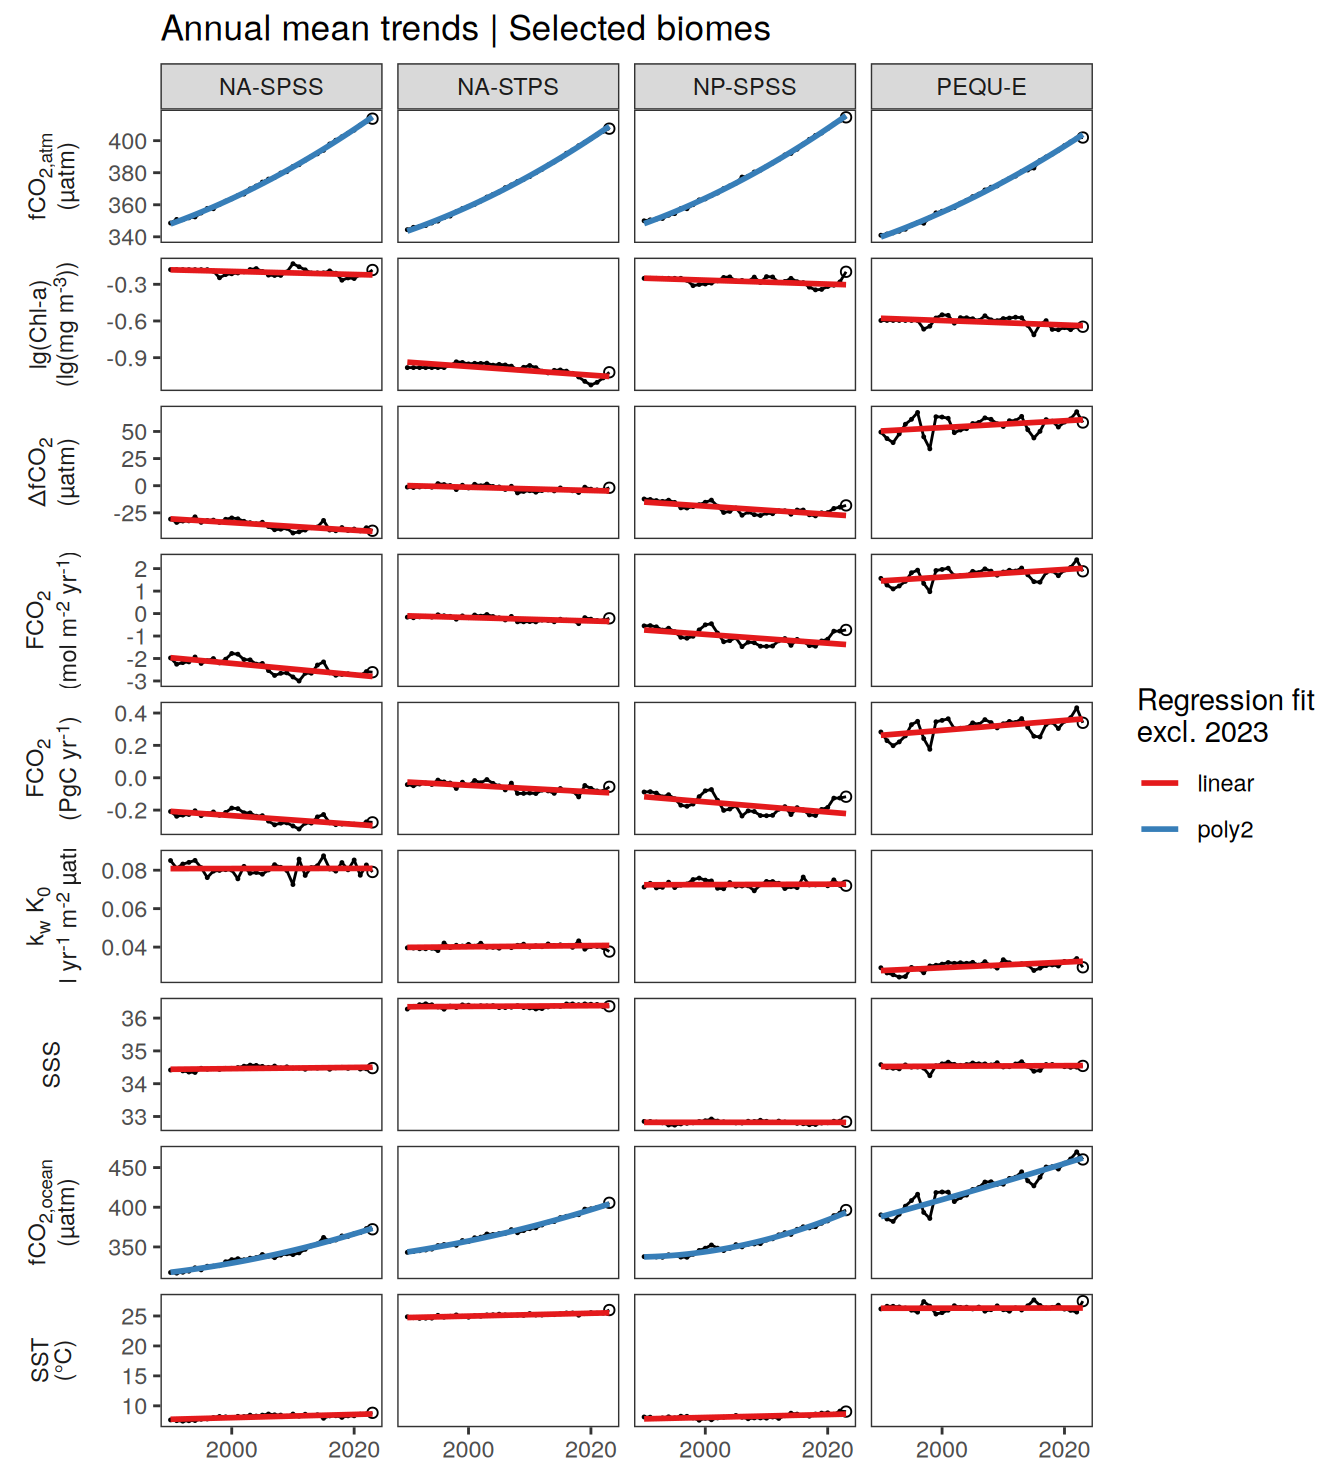 Annual mean trends | Selected biomes
NA-SPSS NA-STPS NP-SPSS PEQU-E
fCO2,atm
(µatm)
400
380
360
340
lg(Chl-a)
(lg(mg m-3))
-0.3
-0.6
-0.9
ΔfCO2
(µatm)
50
25
0
-25
FCO2
(mol m-2 yr-1)
2
1
0
-1
-2
-3
FCO2
(PgC yr-1)
0.4
0.2
0.0
-0.2
kw K0
l yr-1 m-2 µat
0.08
0.06
0.04
SSS
36
35
34
33
fCO2,ocean
(µatm)
450
400
350
SST
(°C)
25
20
15
10
2000 2020 2000 2020 2000 2020 2000 2020
Regression fit
excl. 2023
linear
poly2